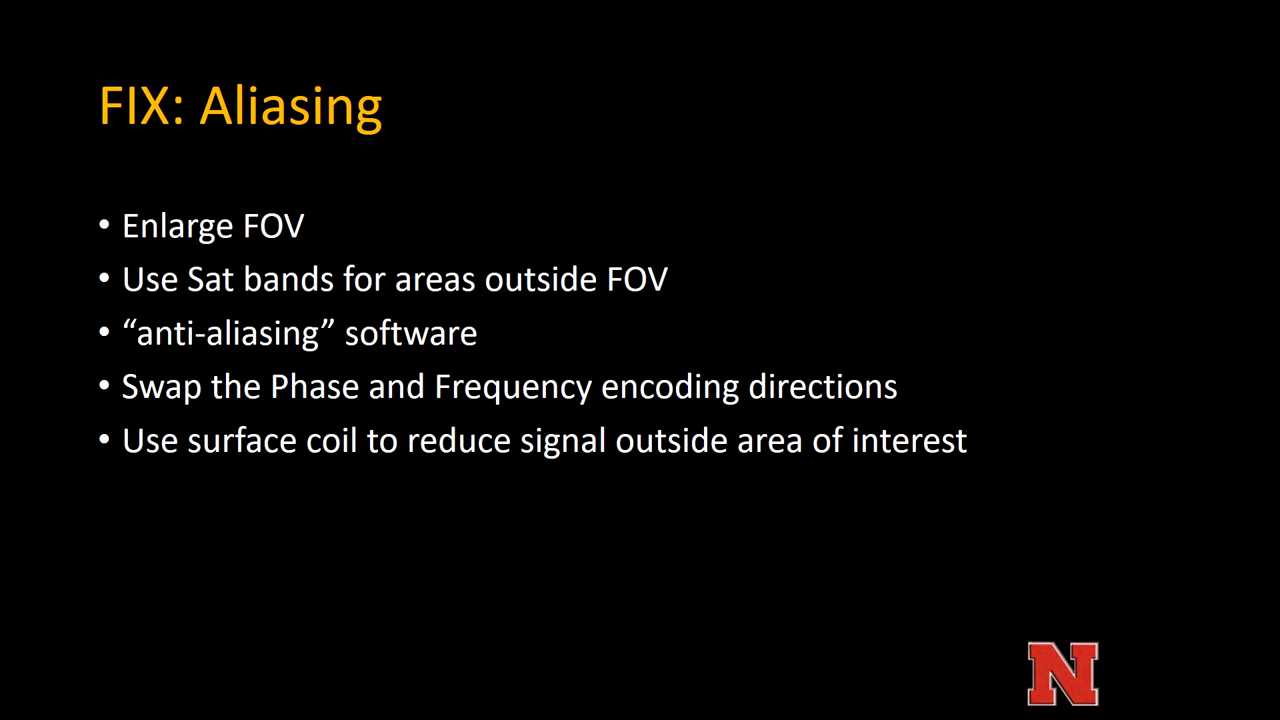 FIX: Aliasing
• Enlarge FOV
• Use Sat bands for areas outside FOV
• “anti-aliasing” software
• Swap the Phase and Frequency encoding directions
• Use surface coil to reduce signal outside area of interest
N